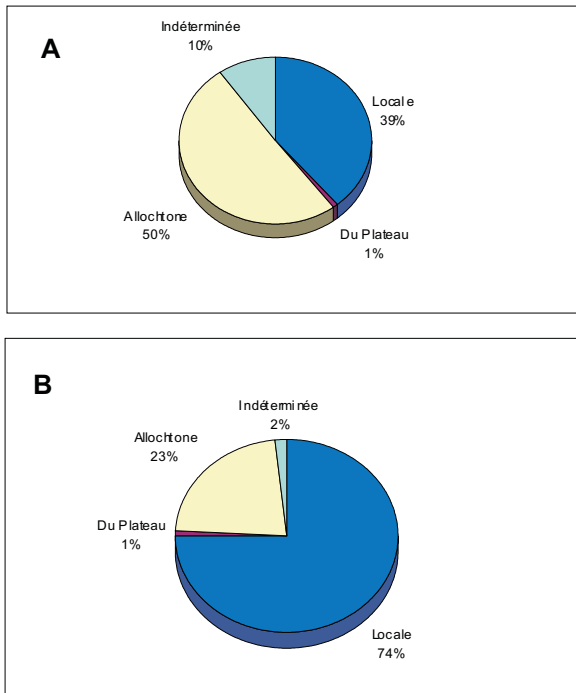 A
Indéterminée
10%
Locale
39%
Allochtone
50%
Du Plateau
1%
B
Indéterminée
2%
Allochtone
23%
Du Plateau
1%
Locale
74%